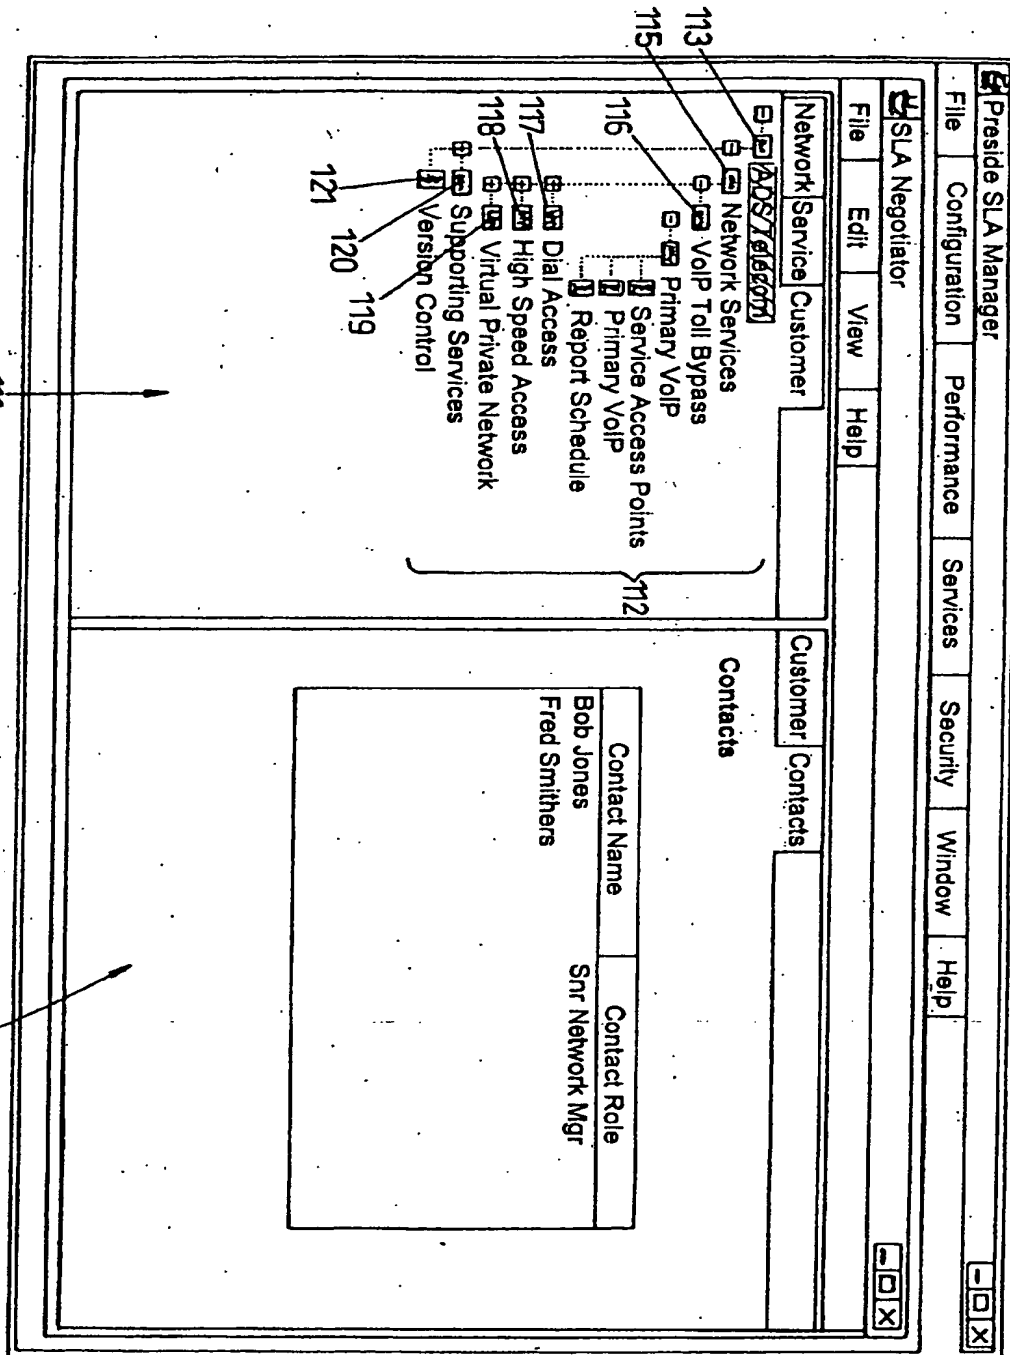 Preside SLA Manager
File Configuration Performance Services Security Window Help
SLA Negotiator
File Edit View Help
Network Service Customer
ADS/Telecom
Network Services
VoIP Toll Bypass
Primary VoIP
Service Access Points
Primary VoIP
Report Schedule
Dial Access
High Speed Access
Virtual Private Network
Supporting Services
Version Control
113
115
116
117
118
119
120
121
112
Customer Contacts
Contacts
Contact Name Contact Role
Bob Jones Snr Network Mgr
Fred Smithers